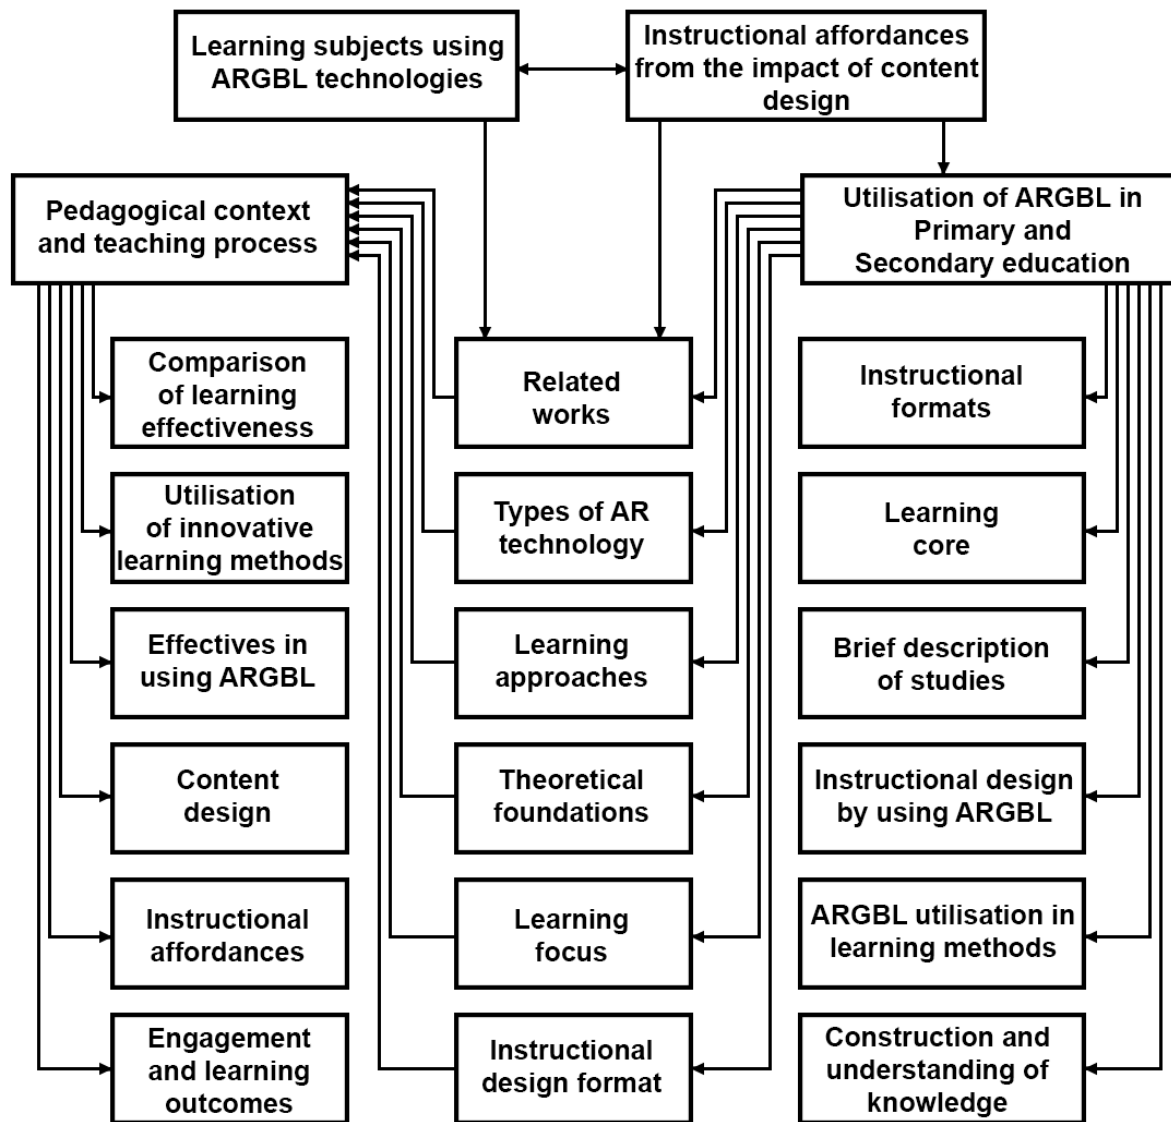 Learning subjects using
ARGBL technologies
Instructional affordances
from the impact of content
design
Pedagogical context
and teaching process
Utilisation of ARGBL in
Primary and
Secondary education
Comparison
of learning
effectiveness
Related
works
Instructional
formats
Utilisation
of innovative
learning methods
Types of AR
technology
Learning
core
Effectives in
using ARGBL
Learning
approaches
Brief description
of studies
Content
design
Theoretical
foundations
Instructional design
by using ARGBL
Instructional
affordances
Learning
focus
ARGBL utilisation in
learning methods
Engagement
and learning
outcomes
Instructional
design format
Construction and
understanding of
knowledge